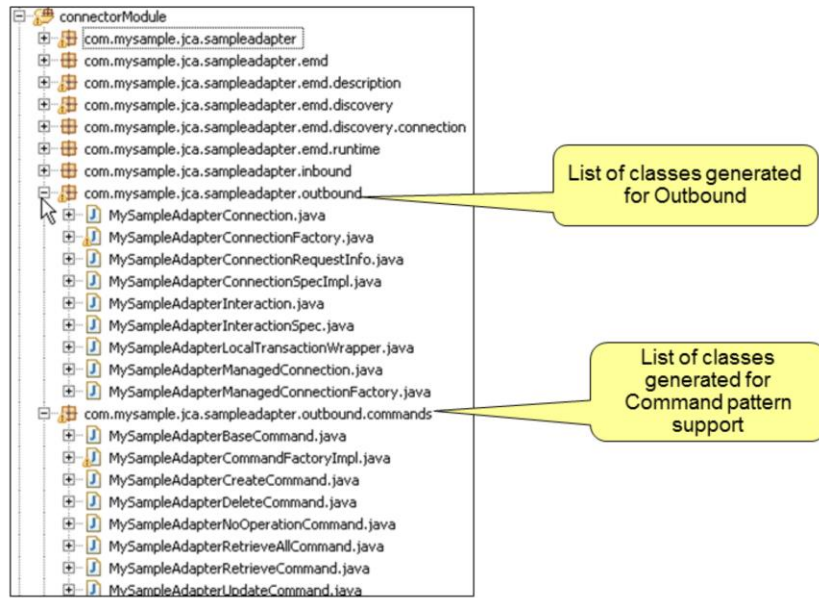 connectorModule
com.mysample.jca.sampleadapter
com.mysample.jca.sampleadapter.emd
com.mysample.jca.sampleadapter.emd.description
com.mysample.jca.sampleadapter.emd.discovery
com.mysample.jca.sampleadapter.emd.discovery.connection
com.mysample.jca.sampleadapter.emd.runtime
com.mysample.jca.sampleadapter.inbound
com.mysample.jca.sampleadapter.outbound
MySampleAdapterConnection.java
MySampleAdapterConnectionFactory.java
MySampleAdapterConnectionRequestInfo.java
MySampleAdapterConnectionSpecImpl.java
MySampleAdapterInteraction.java
MySampleAdapterInteractionSpec.java
MySampleAdapterLocalTransactionWrapper.java
MySampleAdapterManagedConnection.java
MySampleAdapterManagedConnectionFactory.java
com.mysample.jca.sampleadapter.outbound.commands
MySampleAdapterBaseCommand.java
MySampleAdapterCommandFactoryImpl.java
MySampleAdapterCreateCommand.java
MySampleAdapterDeleteCommand.java
MySampleAdapterNoOperationCommand.java
MySampleAdapterRetrieveAllCommand.java
MySampleAdapterRetrieveCommand.java
MySampleAdapterUpdateCommand.java
List of classes generated
for Outbound
List of classes
generated for
Command pattern
support